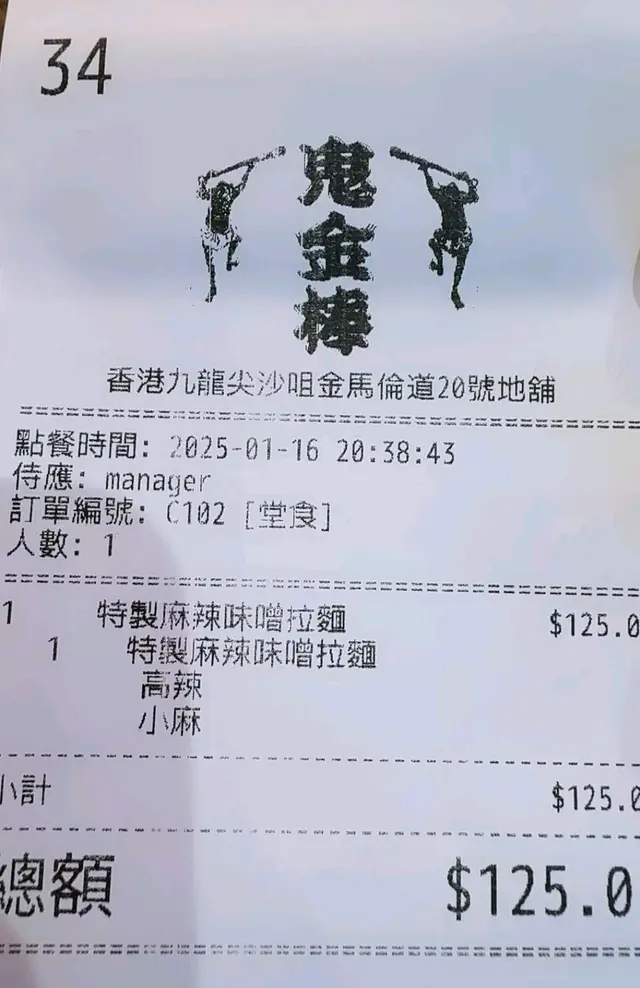 34
鬼金棒
香港九龍尖沙咀金馬倫道20號地舖
點餐時間: 2025-01-16 20:38:43
侍應: manager
訂單編號: C102 [堂食]
人數: 1
1 特製麻辣味噌拉麵 $125.0
1 特製麻辣味噌拉麵
高辣
小麻
小計 $125.0
總額 $125.0